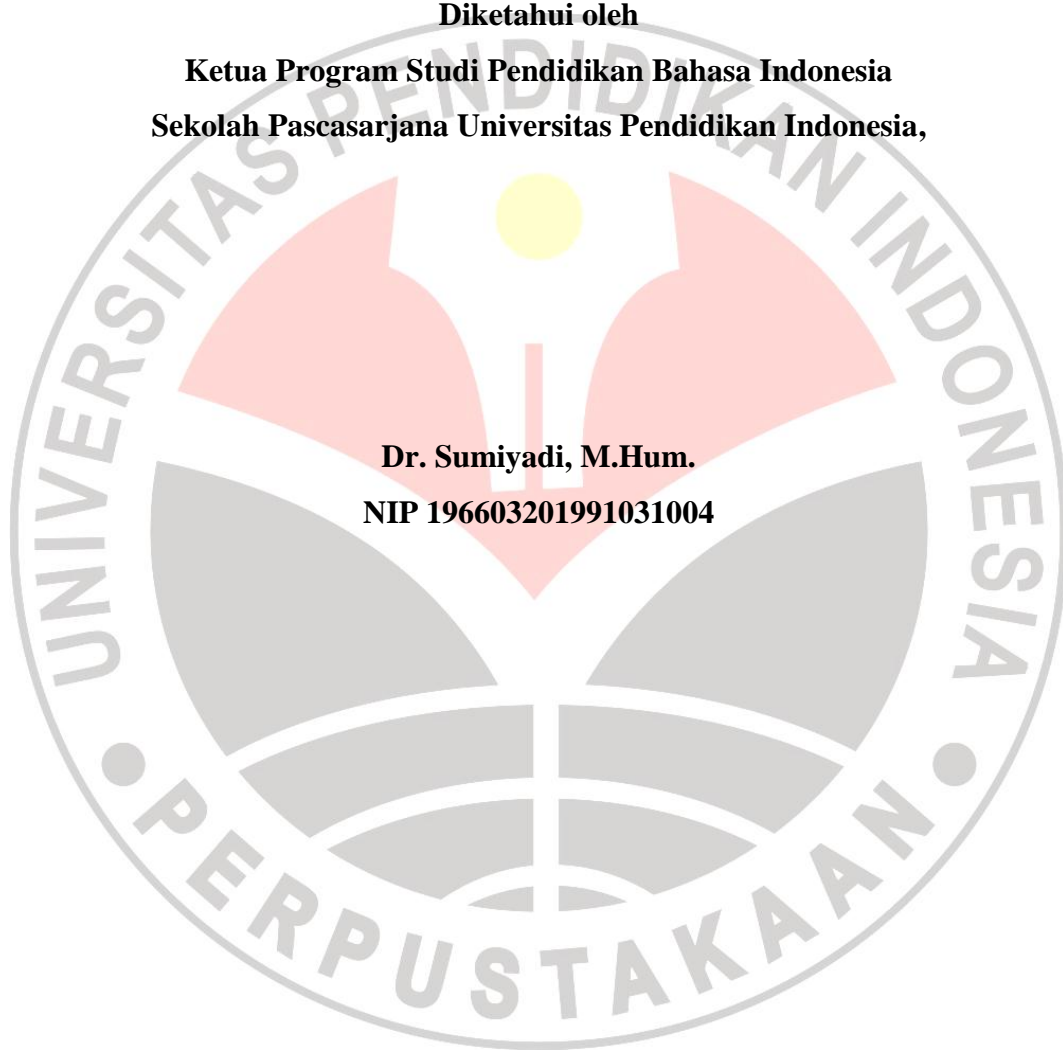 Diketahui oleh
Ketua Program Studi Pendidikan Bahasa Indonesia
Sekolah Pascasarjana Universitas Pendidikan Indonesia,
Dr. Sumiyadi, M.Hum.
NIP 196603201991031004
UNIVERSITAS PENDIDIKAN INDONESIA
PERPUSTAKAAN